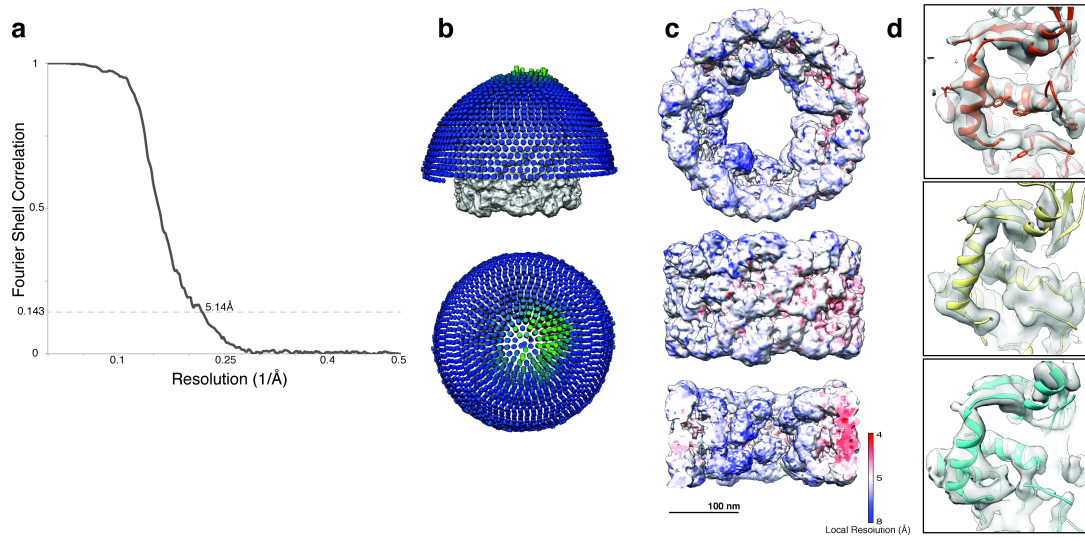 a
b
c
d
1
0.5
0.143
0
Fourier Shell Correlation
5.14Å
0.1
0.25
0.4
0.5
Resolution (1/Å)
4
5
8
100 nm
Local Resolution (Å)